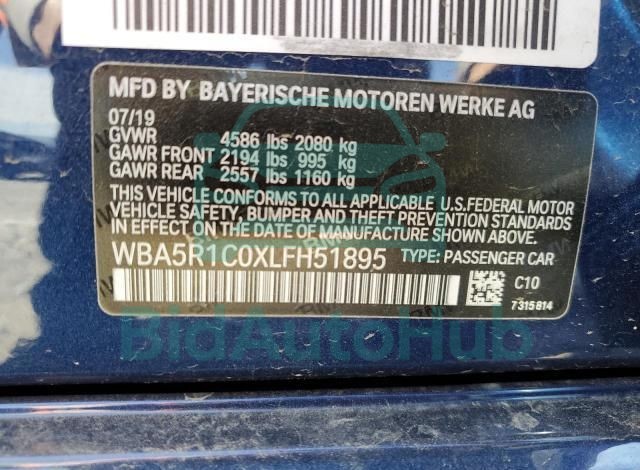 MFD BY BAYERISCHE MOTOREN WERKE AG
07/19
GVWR 4586 lbs 2080 kg
GAWR FRONT 2194 lbs 995 kg
GAWR REAR 2557 lbs 1160 kg
THIS VEHICLE CONFORMS TO ALL APPLICABLE U.S.FEDERAL MOTOR
VEHICLE SAFETY, BUMPER AND THEFT PREVENTION STANDARDS
IN EFFECT ON THE DATE OF MANUFACTURE SHOWN ABOVE.
WBA5R1C0XLFH51895 TYPE: PASSENGER CAR
C10
7315814
BidAutoHub